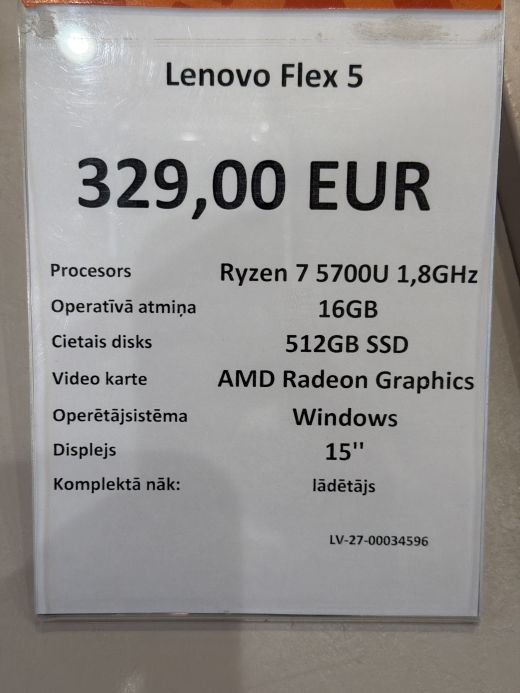 Lenovo Flex 5
329,00 EUR
Procesors Ryzen 7 5700U 1,8GHz
Operatīvā atmiņa 16GB
Cietais disks 512GB SSD
Video karte AMD Radeon Graphics
Operētājsistēma Windows
Displejs 15''
Komplektā nāk: lādētājs
LV-27-00034596